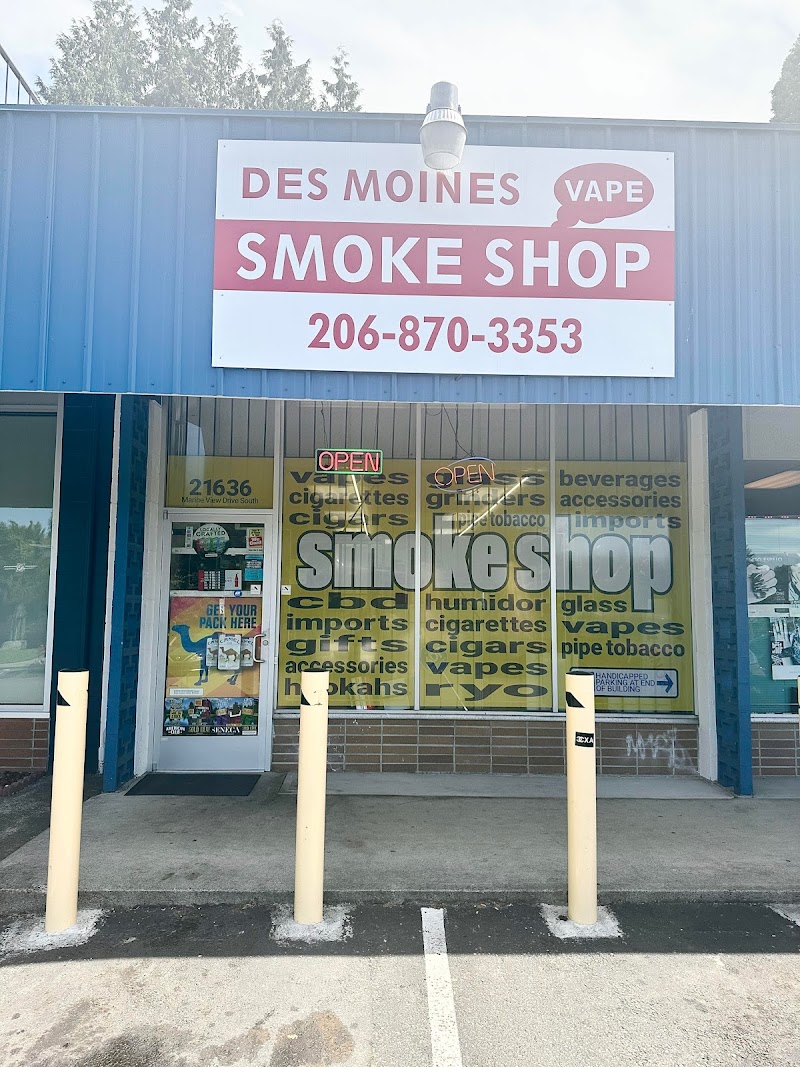 DES MOINES
VAPE
SMOKE SHOP
206-870-3353
OPEN
OPEN
21636
Marine View Drive South
vapes
cigarettes
cigars
glass
grinders
pipe tobacco
beverages
accessories
imports
smoke shop
cbd
imports
gifts
accessories
hookahs
humidor
cigarettes
cigars
vapes
ryo
glass
vapes
pipe tobacco
HANDICAPPED
PARKING AT END
OF BUILDING
GET YOUR
PACK HERE
SENECA